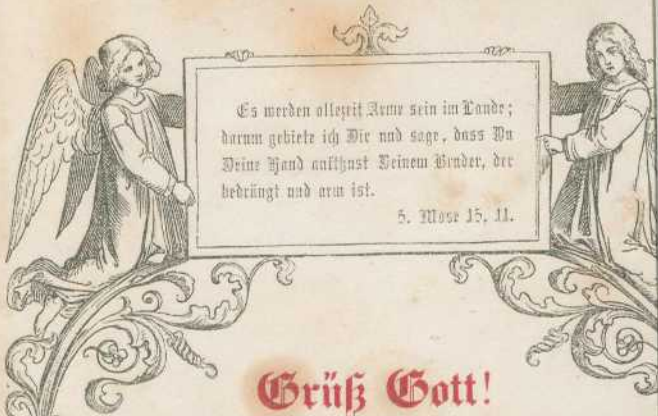 Es werden allezeit Arme sein im Lande;
darum gebiete ich Dir und sage, dass Du
Deine Hand aufthust Deinem Bruder, der
bedrängt und arm ist.
5. Mose 15, 11.
Grüß Gott!